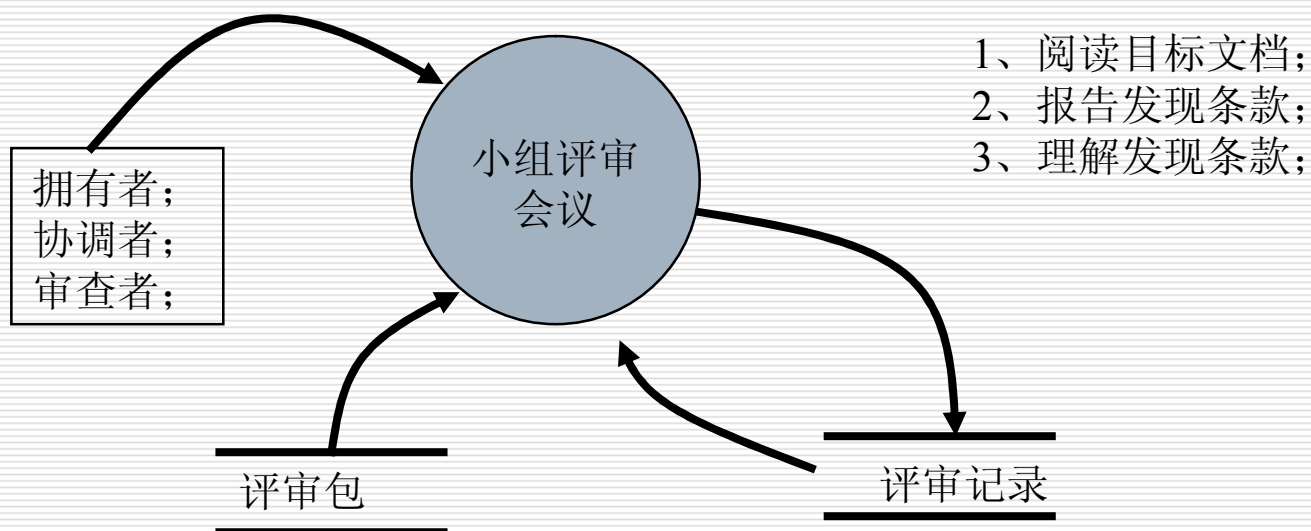 1、阅读目标文档；
2、报告发现条款；
3、理解发现条款；
小组评审
会议
拥有者；
协调者；
审查者；
评审包
评审记录